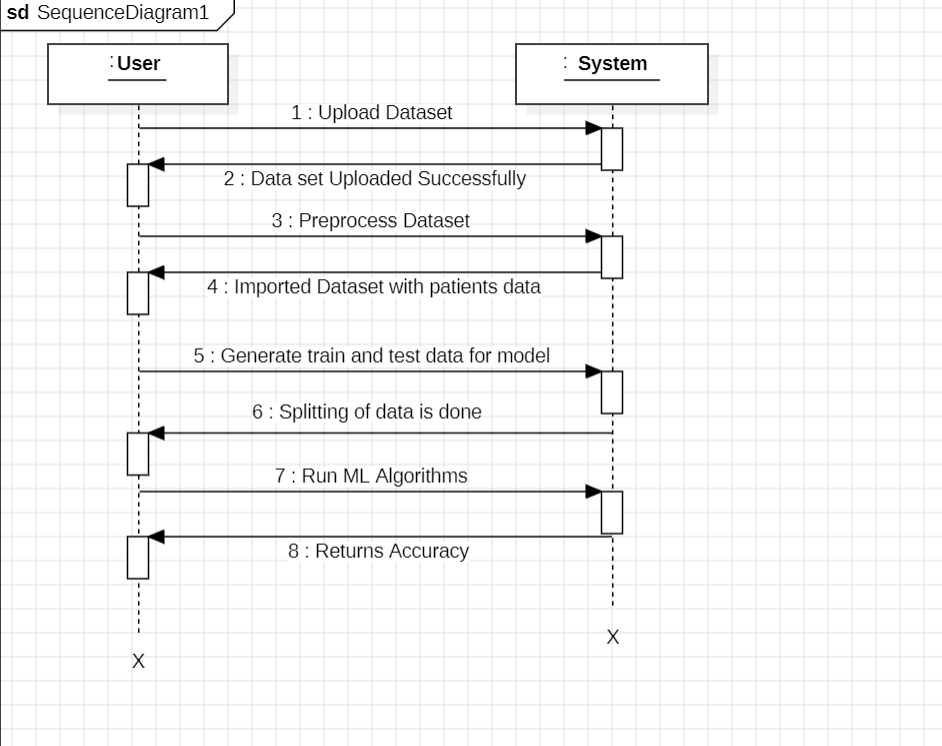 sd SequenceDiagram1
:User
: System
1 : Upload Dataset
2 : Data set Uploaded Successfully
3 : Preprocess Dataset
4 : Imported Dataset with patients data
5 : Generate train and test data for model
6 : Splitting of data is done
7 : Run ML Algorithms
8 : Returns Accuracy
X
X